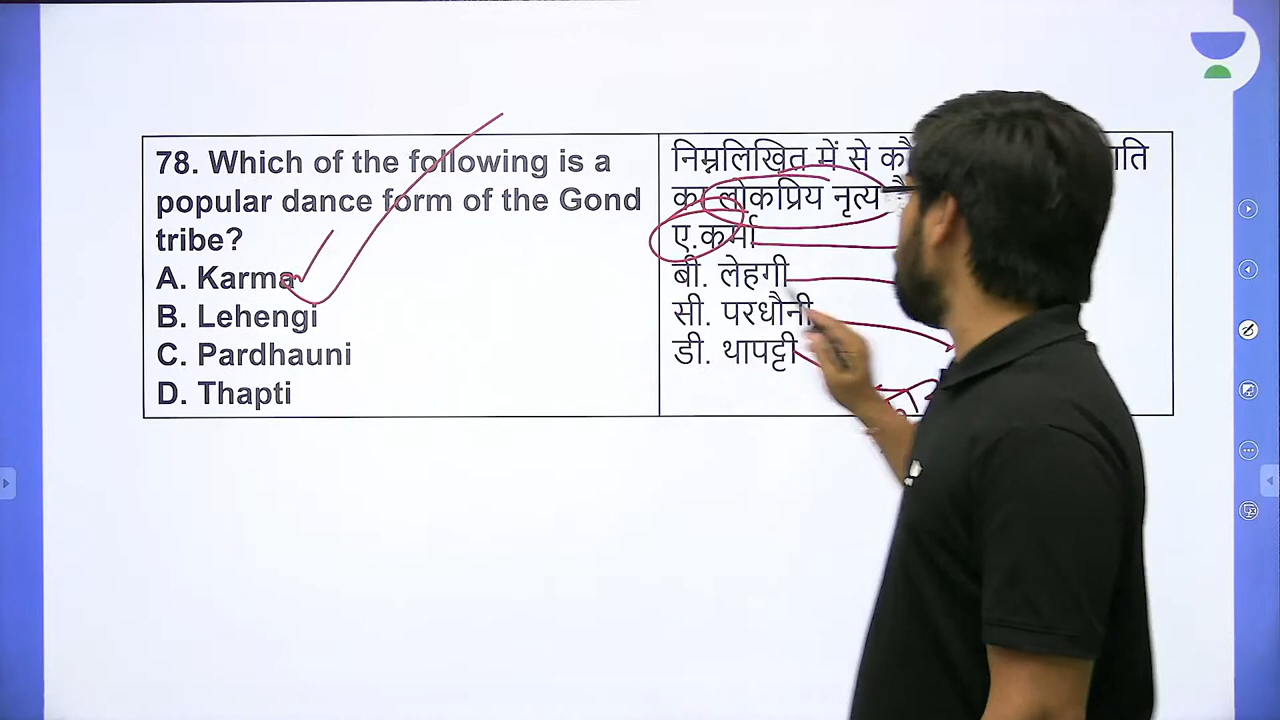 78. Which of the following is a
popular dance form of the Gond
tribe?
A. Karma
B. Lehengi
C. Pardhauni
D. Thapti
निम्नलिखित में से
का लोकप्रिय नृत्य
ए.कर्मा
बी. लेहगी
सी. परधौनी
डी. थापट्टी